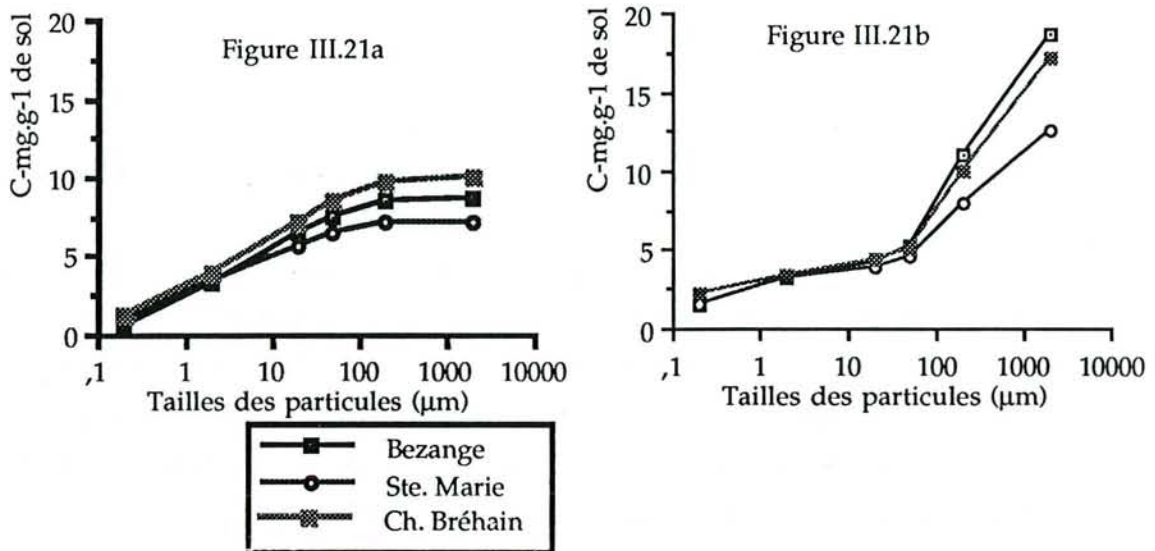 Figure III.21a
C-mg.g-1 de sol
20
15
10
5
0
,1 1 10 100 1000 10000
Tailles des particules (µm)
Figure III.21b
C-mg.g-1 de sol
20
15
10
5
0
,1 1 10 100 1000 10000
Tailles des particules (µm)
Bezange
Ste. Marie
Ch. Bréhain